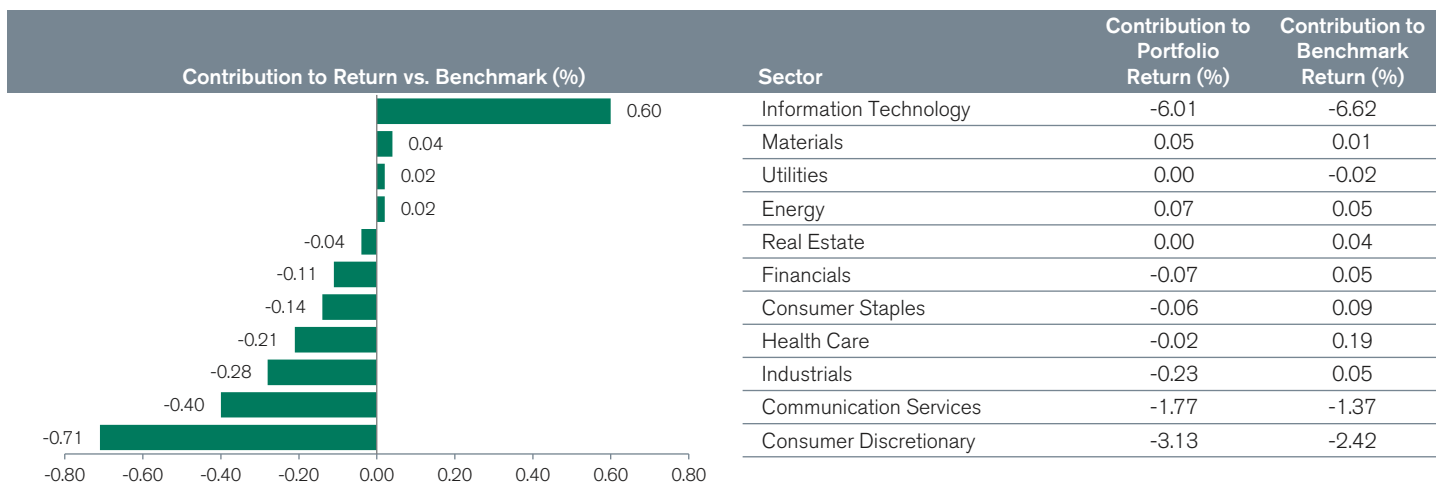 Contribution to Return vs. Benchmark (%)
Sector
Contribution to
Portfolio
Return (%)
Contribution to
Benchmark
Return (%)
0.60
Information Technology -6.01 -6.62
0.04
Materials 0.05 0.01
0.02
Utilities 0.00 -0.02
0.02
Energy 0.07 0.05
-0.04
Real Estate 0.00 0.04
-0.11
Financials -0.07 0.05
-0.14
Consumer Staples -0.06 0.09
-0.21
Health Care -0.02 0.19
-0.28
Industrials -0.23 0.05
-0.40
Communication Services -1.77 -1.37
-0.71
Consumer Discretionary -3.13 -2.42
-0.80 -0.60 -0.40 -0.20 0.00 0.20 0.40 0.60 0.80